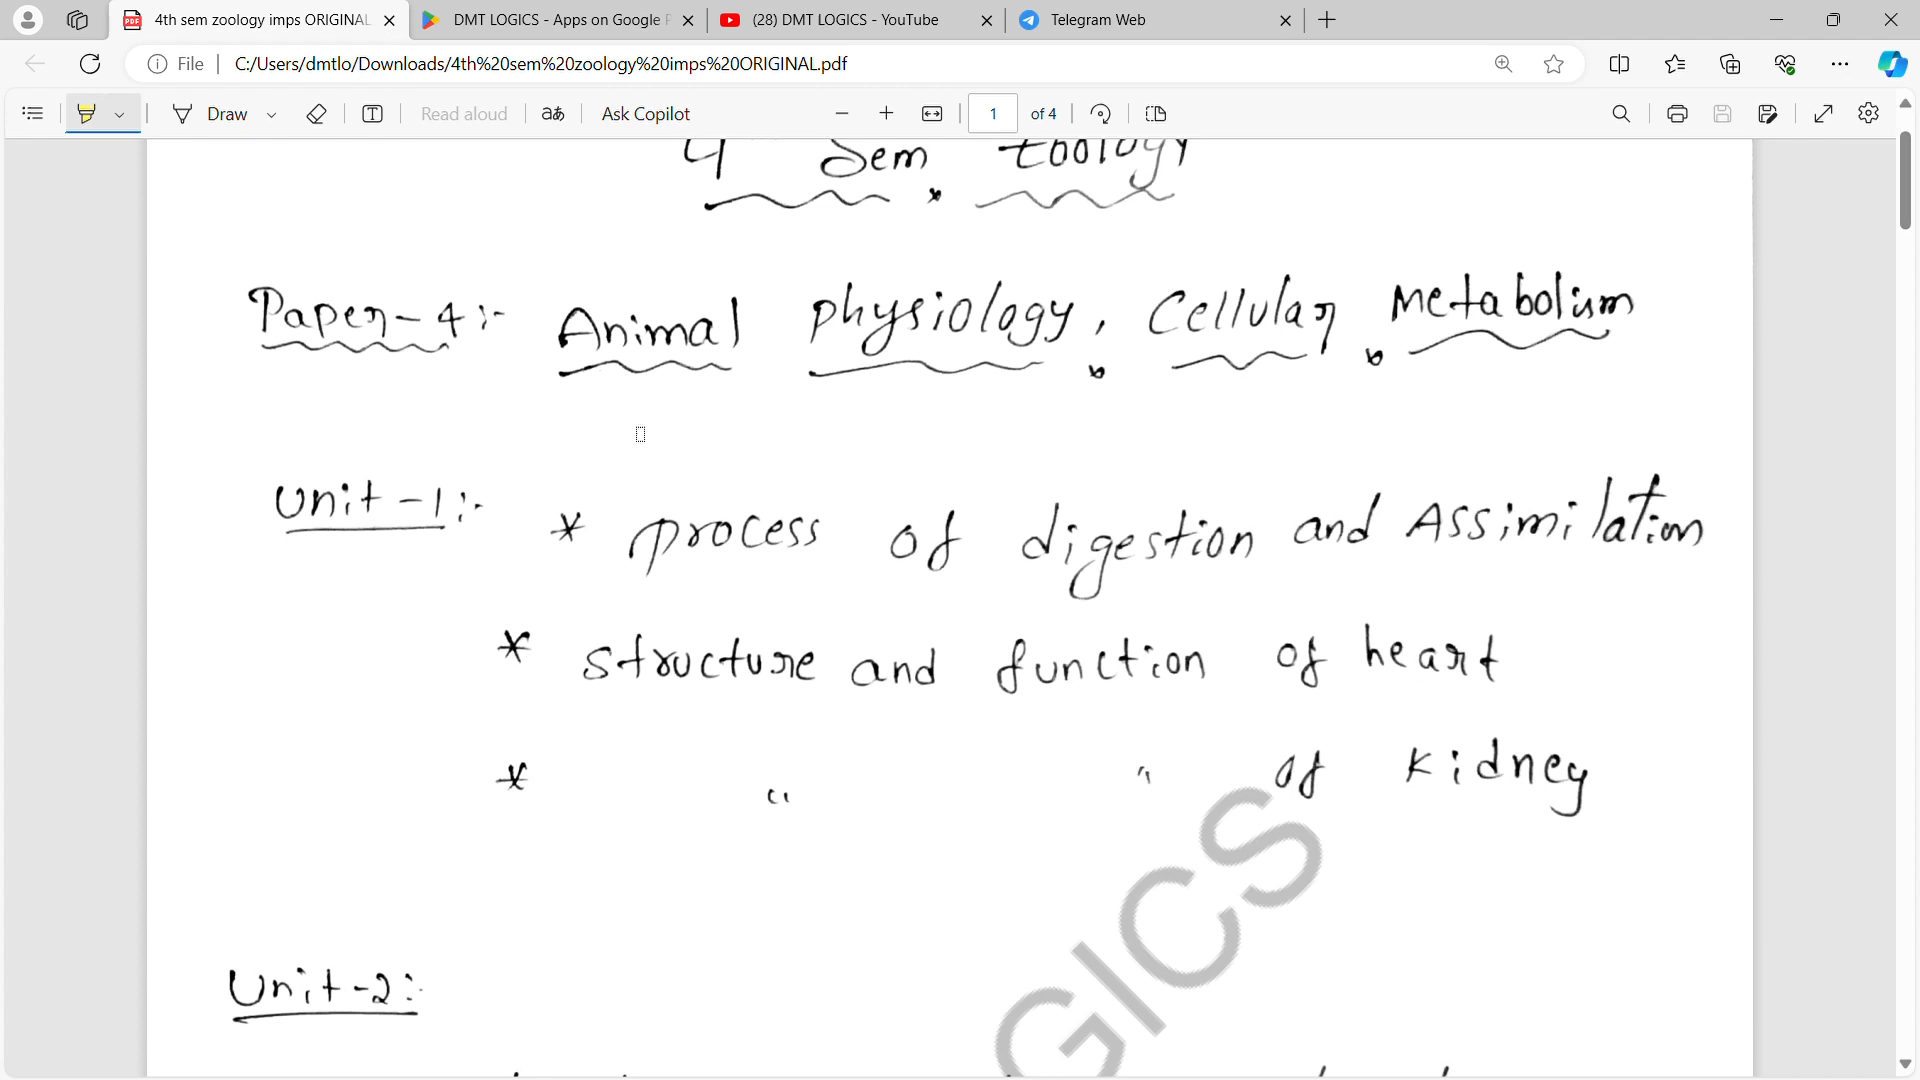 4th sem zoology imps ORIGINAL
DMT LOGICS - Apps on Google P
(28) DMT LOGICS - YouTube
Telegram Web
File
C:/Users/dmtlo/Downloads/4th%20sem%20zoology%20imps%20ORIGINAL.pdf
Draw
Read aloud
aあ
Ask Copilot
1 of 4
4 Sem Zoology
Paper-4:- Animal physiology, Cellular Metabolism
Unit-1:- * process of digestion and Assimilation
* structure and function of heart
* " " of kidney
GICS
Unit-2:-